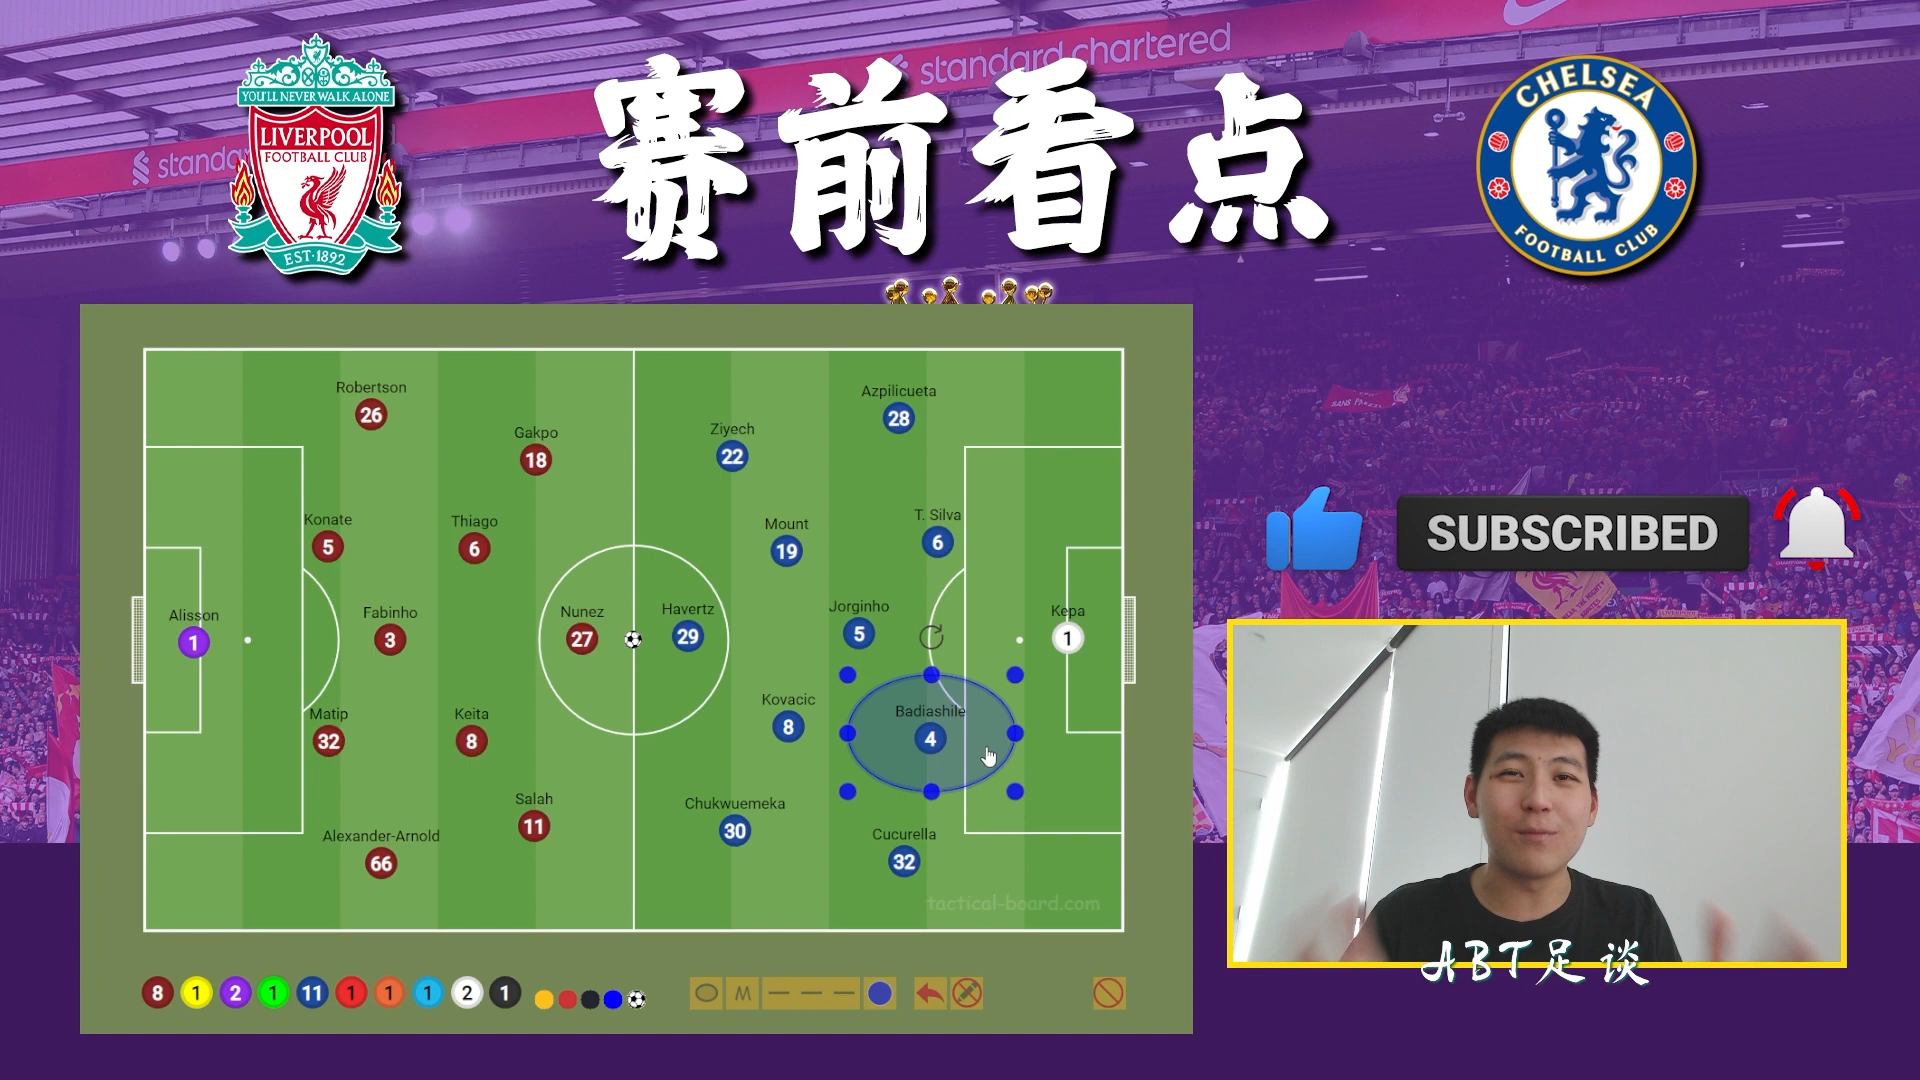 standard chartered
YOU'LL NEVER WALK ALONE
LIVERPOOL
FOOTBALL CLUB
EST·1892
赛前看点
CHELSEA
FOOTBALL CLUB
standa
Robertson
26
Azpilicueta
28
Gakpo
18
Ziyech
22
Konate
5
Thiago
6
Mount
19
T. Silva
6
SUBSCRIBED
Alisson
1
Fabinho
3
Nunez
27
Havertz
29
Jorginho
5
Kepa
1
Matip
32
Keita
8
Kovacic
8
Badiashile
4
Salah
11
Chukwuemeka
30
Alexander-Arnold
66
Cucurella
32
tactical-board.com
ABT足谈
8 1 2 1 11 1 1 1 2 1
M